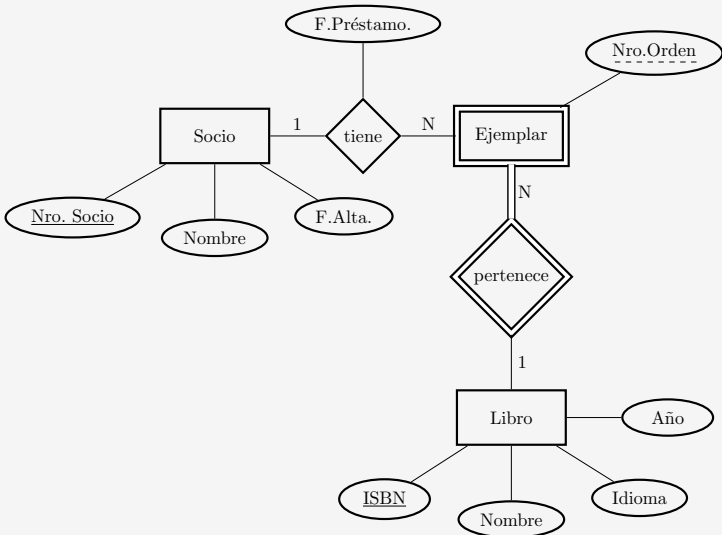 F.Préstamo.
Nro.Orden
Socio
1
tiene
N
Ejemplar
Nro. Socio
Nombre
F.Alta.
N
pertenece
1
Libro
Año
ISBN
Nombre
Idioma